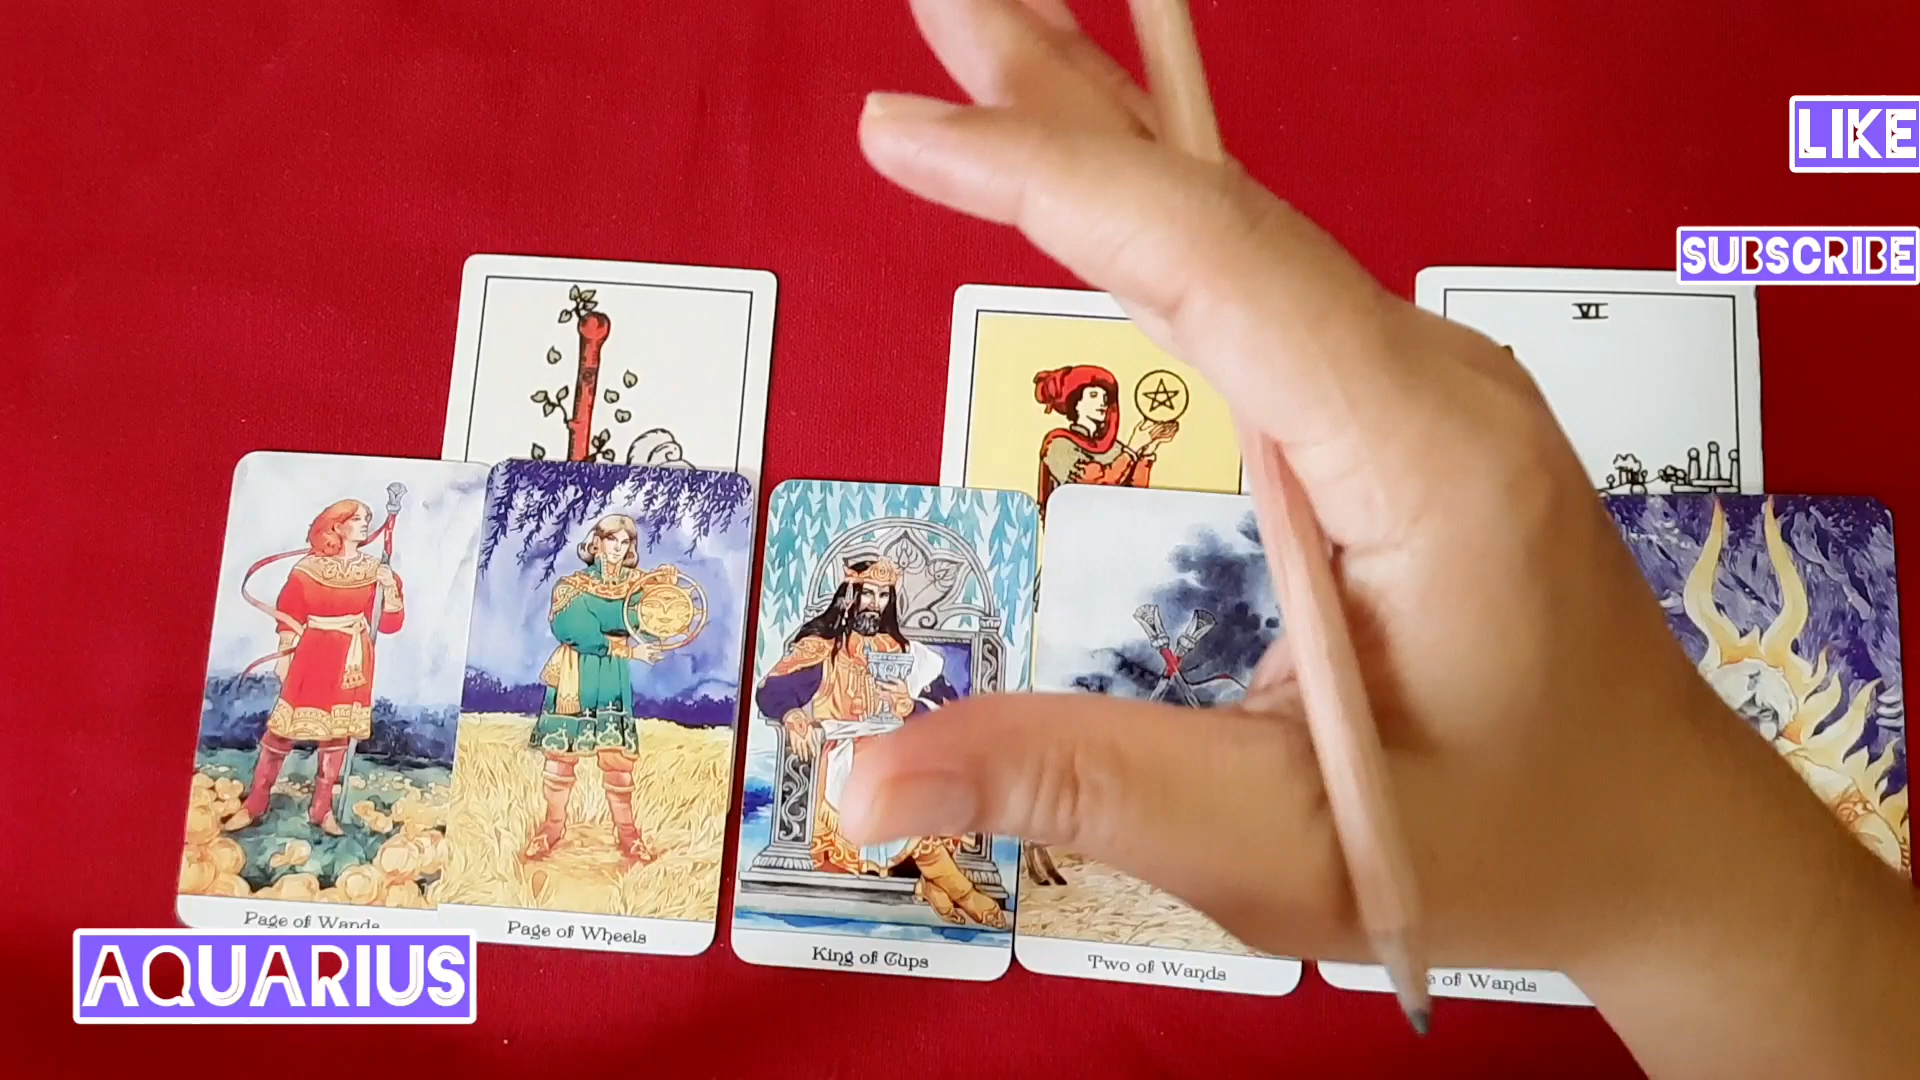 LIKE
SUBSCRIBE
VI
Page of Wands
Page of Wheels
King of Cups
Two of Wands
of Wands
AQUARIUS